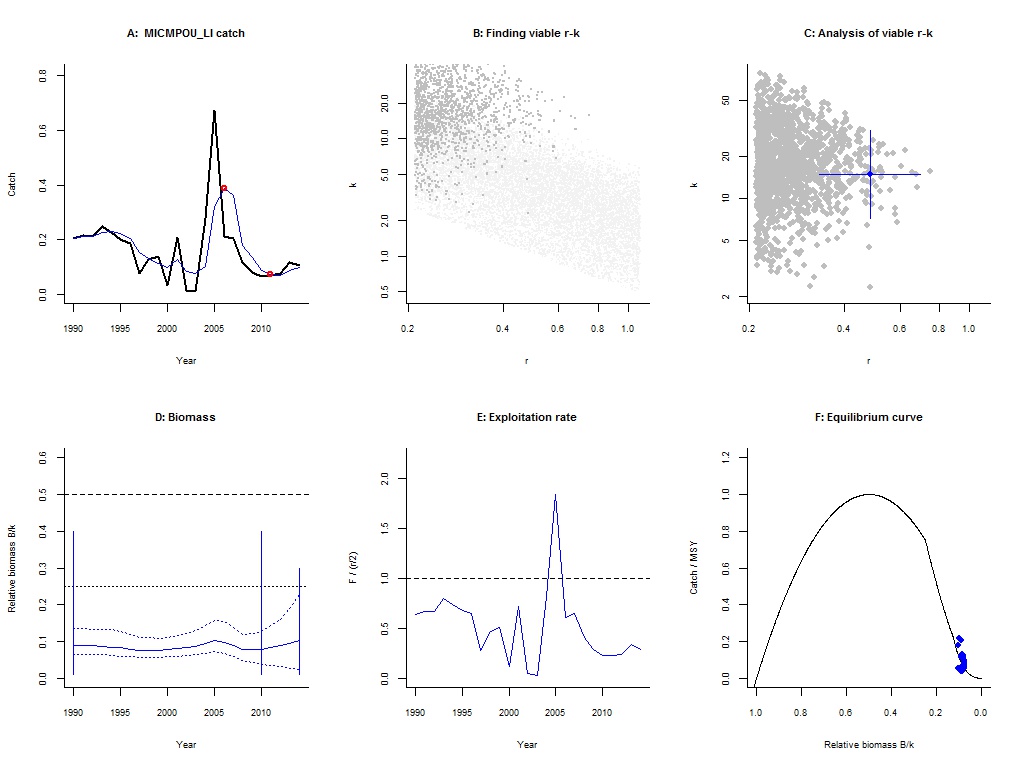 A: MICMPOU_LI catch
Catch
0.0 0.2 0.4 0.6 0.8
1990 1995 2000 2005 2010
Year
B: Finding viable r-k
k
0.5 1.0 2.0 5.0 10.0 20.0
0.2 0.4 0.6 0.8 1.0
r
C: Analysis of viable r-k
k
2 5 10 20 50
0.2 0.4 0.6 0.8 1.0
r
D: Biomass
Relative biomass B/k
0.0 0.1 0.2 0.3 0.4 0.5 0.6
1990 1995 2000 2005 2010
Year
E: Exploitation rate
F / (r/2)
0.0 0.5 1.0 1.5 2.0
1990 1995 2000 2005 2010
Year
F: Equilibrium curve
Catch / MSY
0.0 0.2 0.4 0.6 0.8 1.0 1.2
1.0 0.8 0.6 0.4 0.2 0.0
Relative biomass B/k